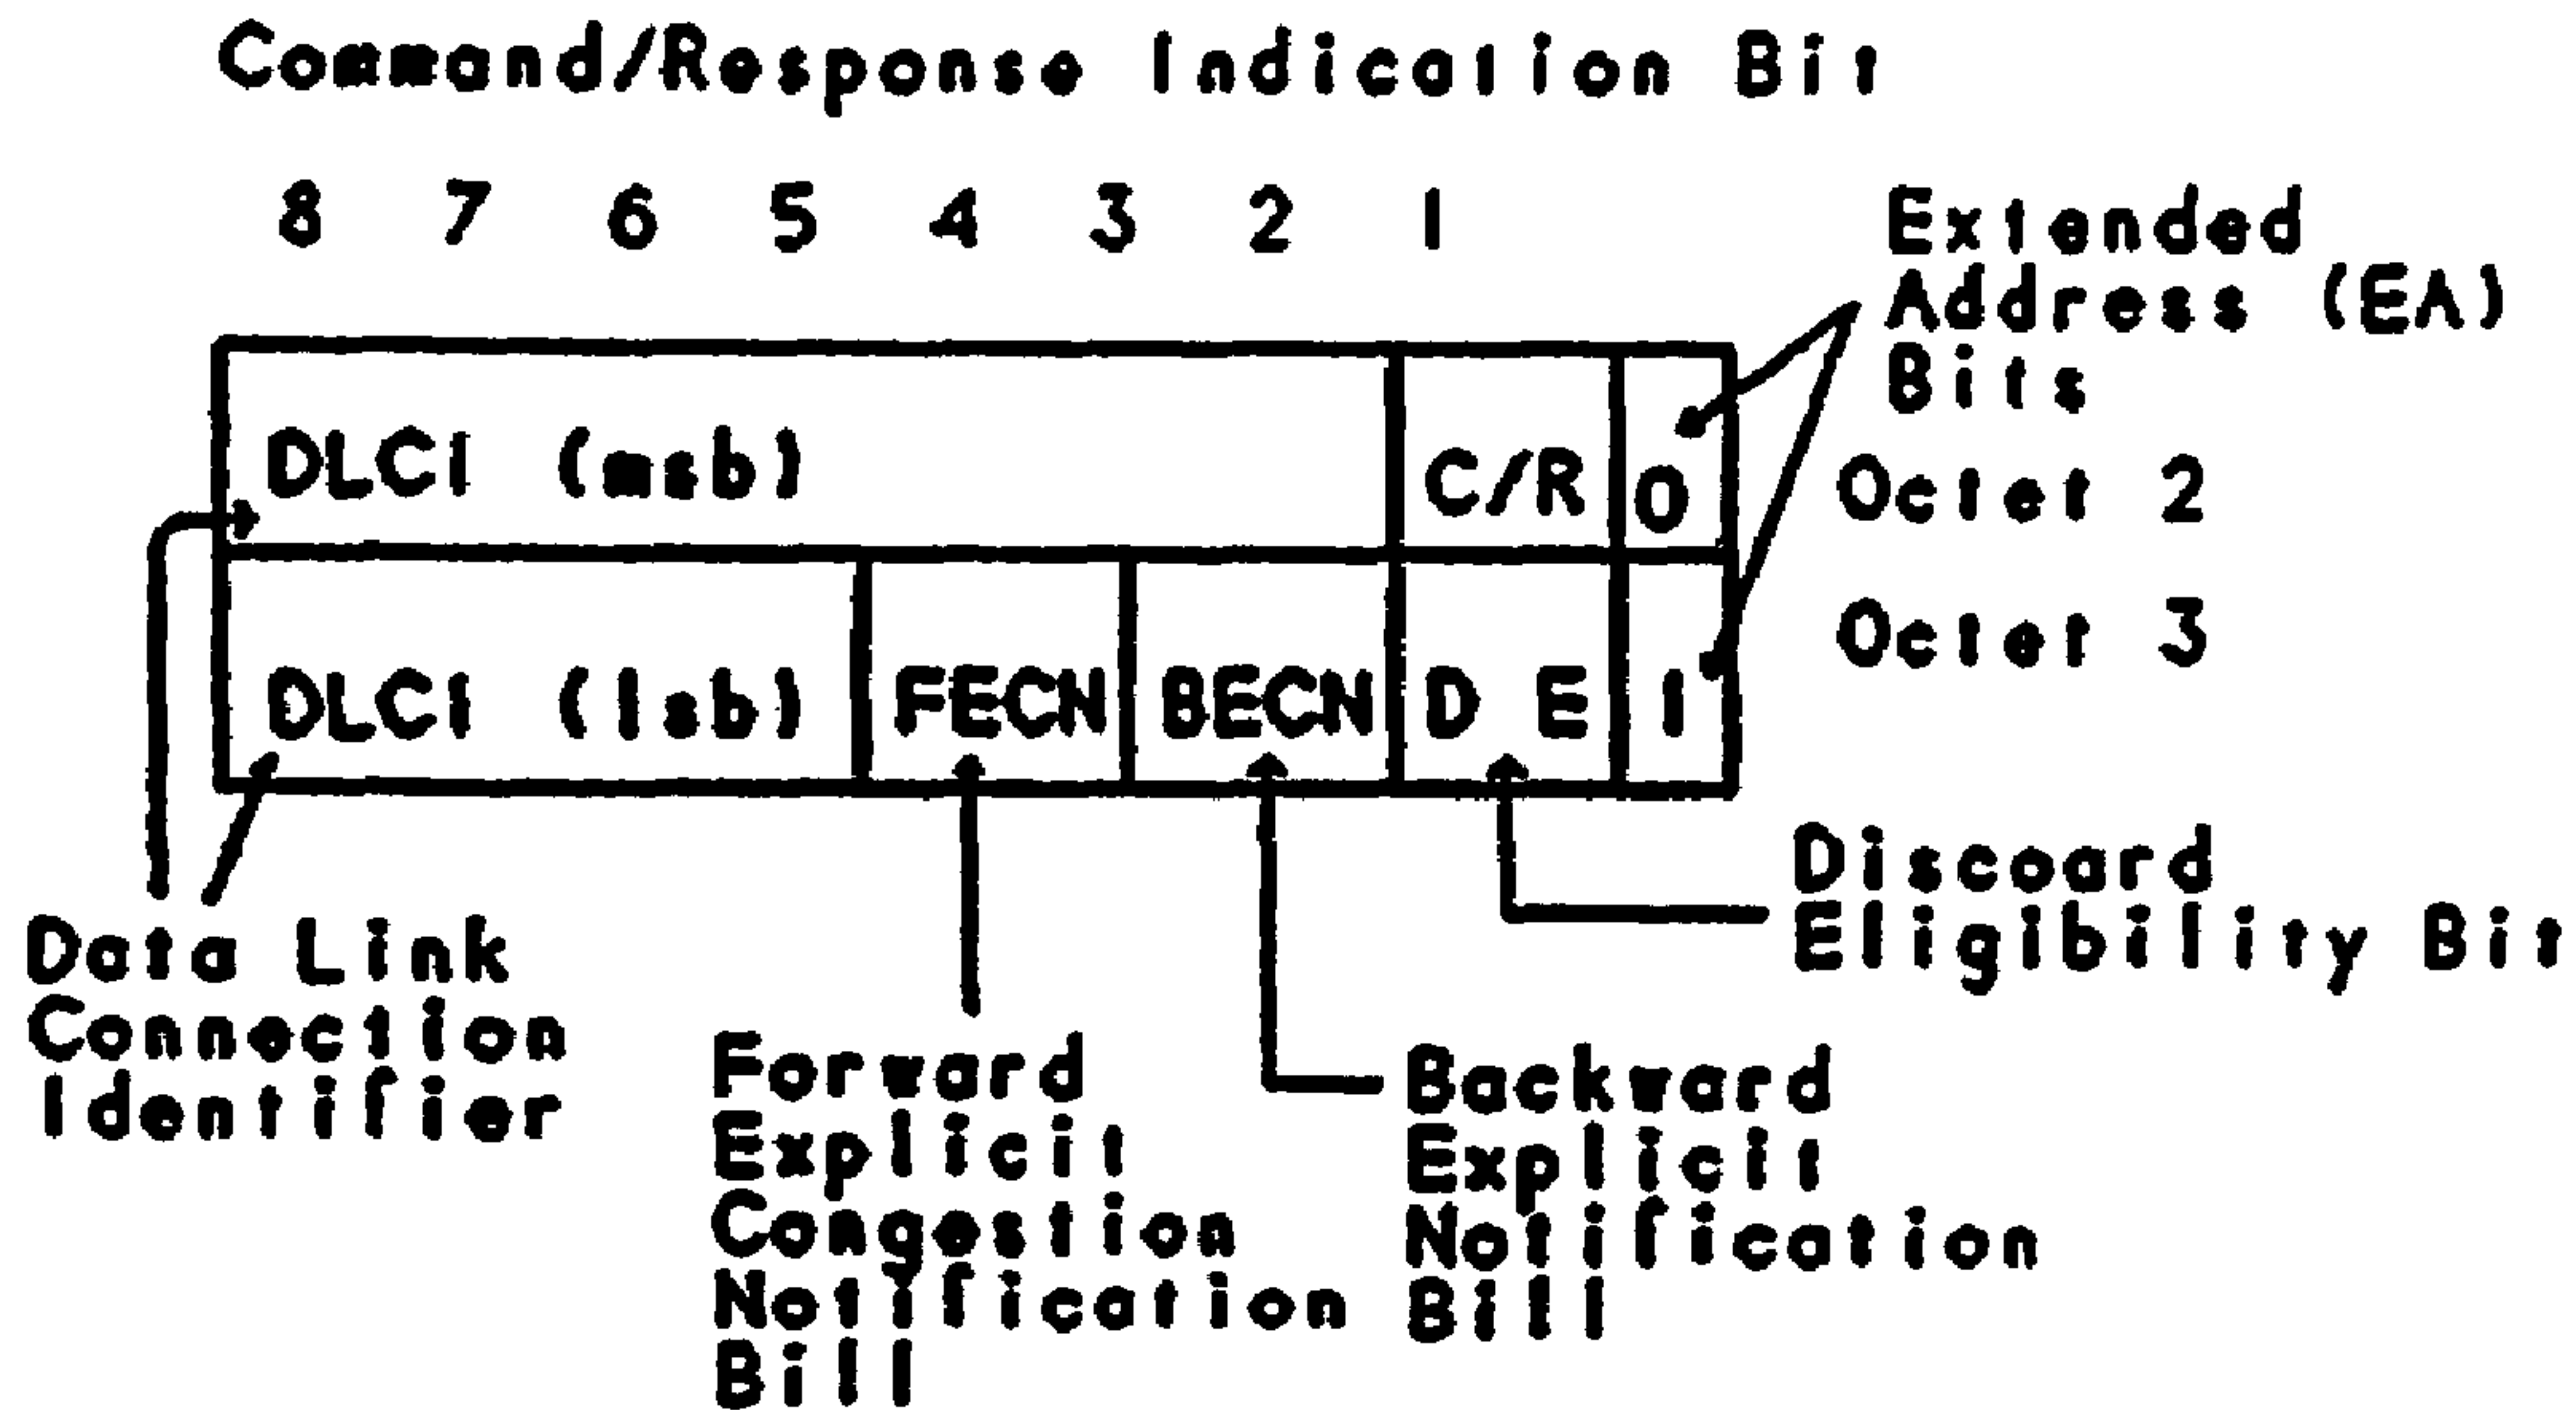 Command/Response Indication Bit
8 7 6 5 4 3 2 1
Extended
Address (EA)
Bits
DLCI (msb) C/R 0
Octet 2
DLCI (lsb) FECN BECN D E 1
Octet 3
Data Link
Connection
Identifier
Forward
Explicit
Congestion
Notification
Bill
Backward
Explicit
Notification
Bill
Discoard
Eligibility Bit